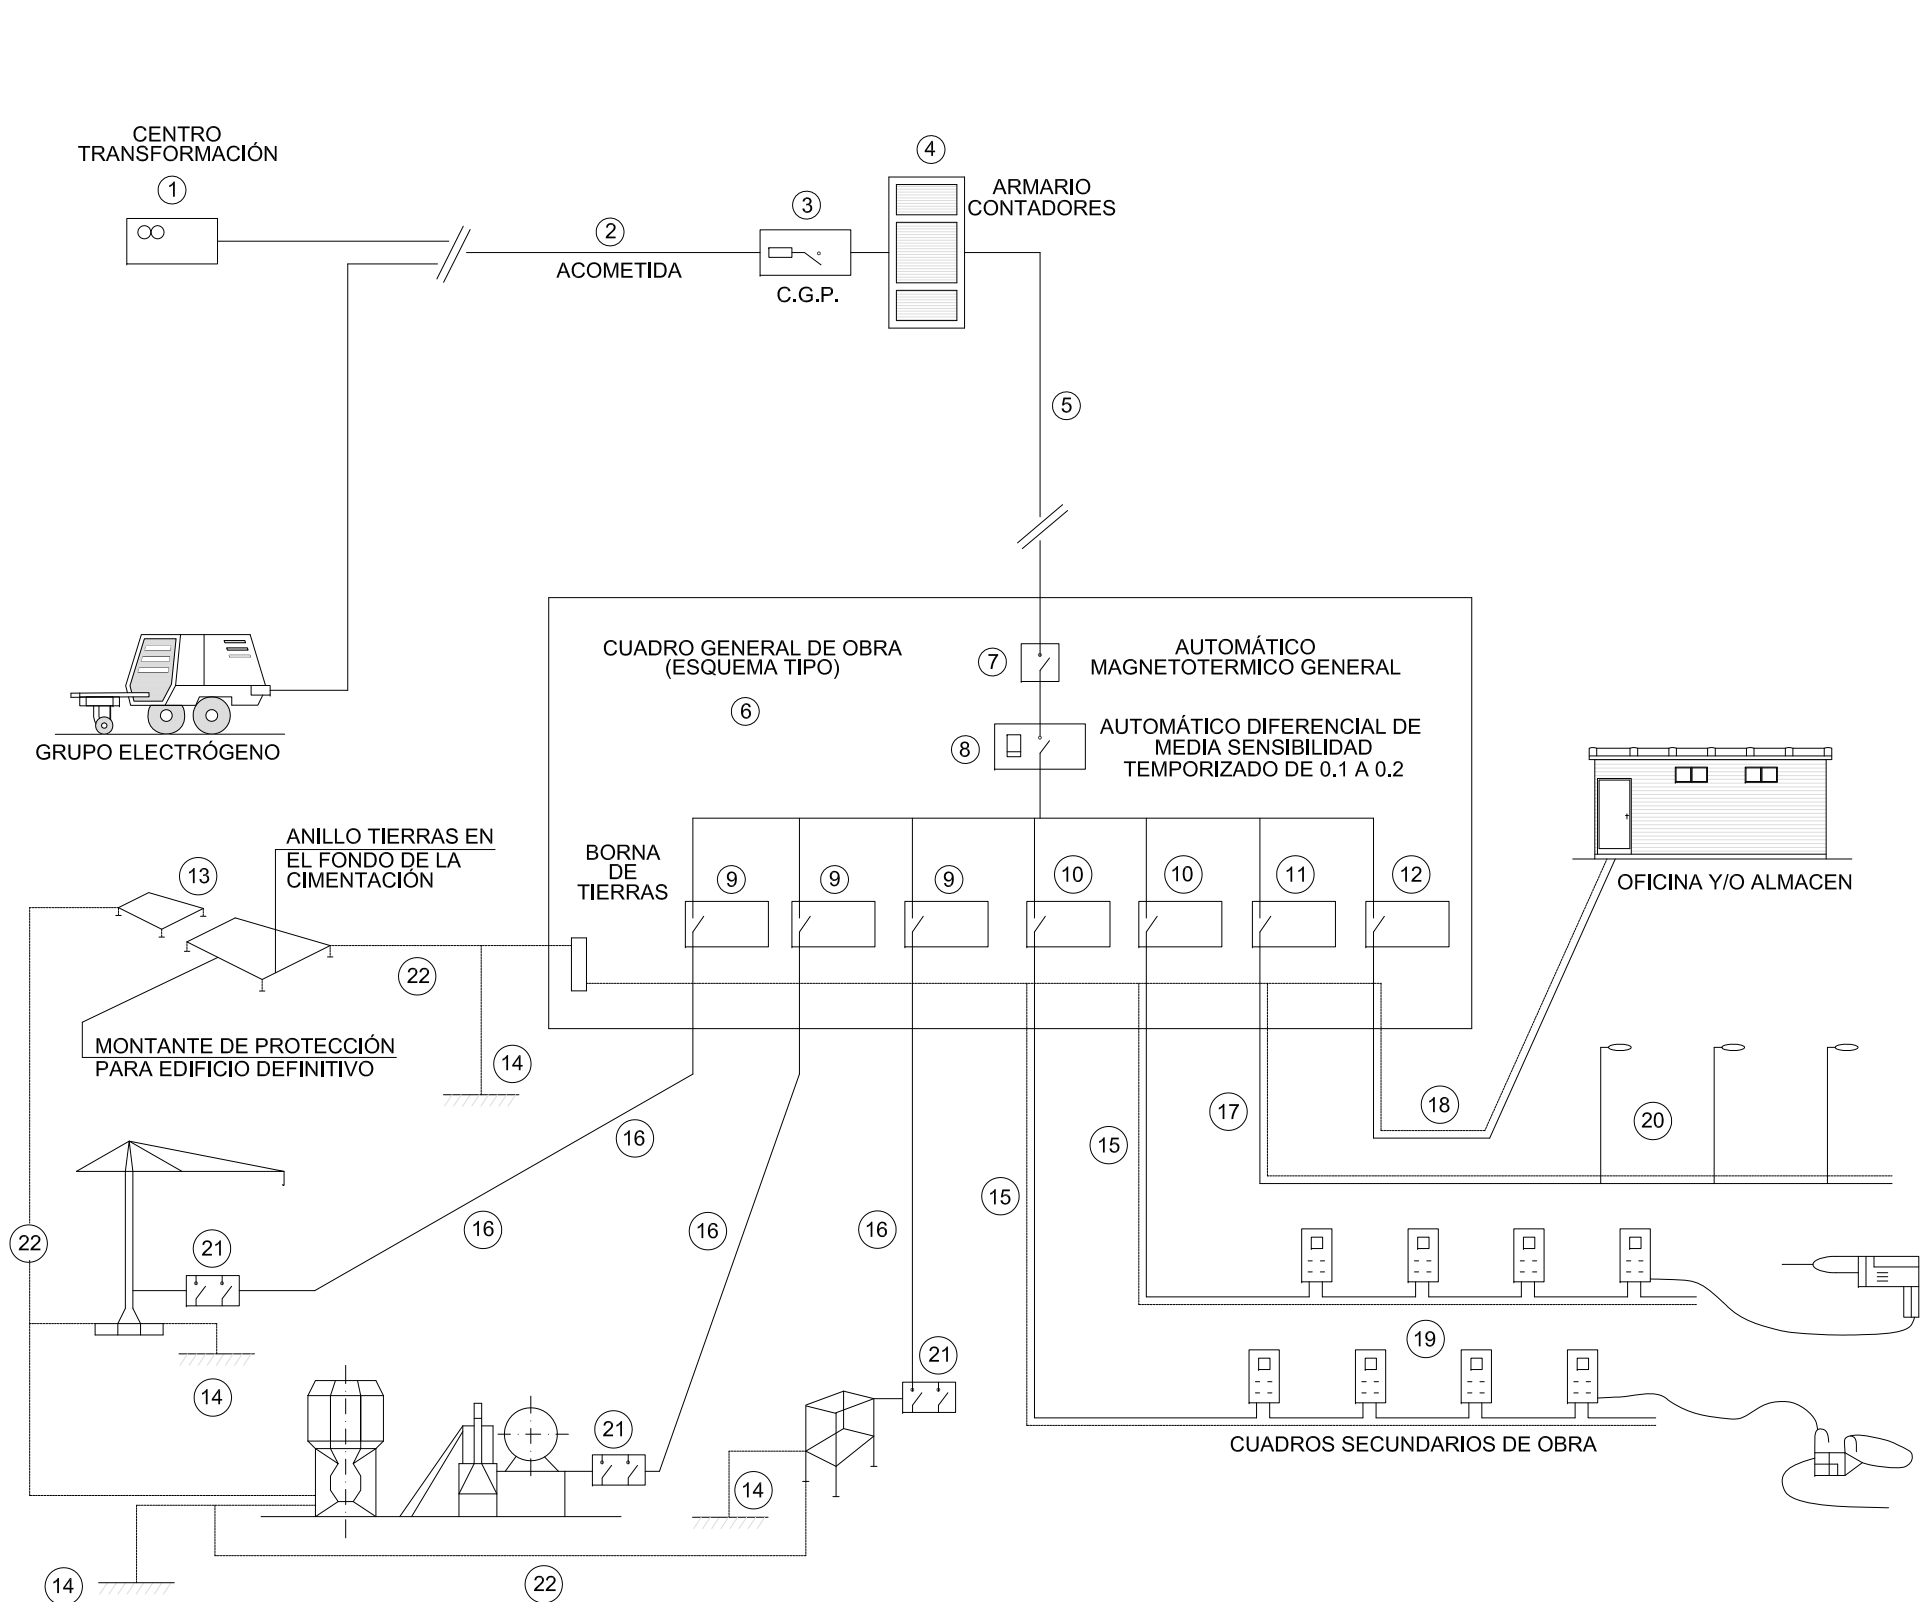 CENTRO
TRANSFORMACIÓN
1
2
ACOMETIDA
3
C.G.P.
4
ARMARIO
CONTADORES
5
GRUPO ELECTRÓGENO
CUADRO GENERAL DE OBRA
(ESQUEMA TIPO)
6
7
AUTOMÁTICO
MAGNETOTERMICO GENERAL
8
AUTOMÁTICO DIFERENCIAL DE
MEDIA SENSIBILIDAD
TEMPORIZADO DE 0.1 A 0.2
BORNA
DE
TIERRAS
9
9
9
10
10
11
12
OFICINA Y/O ALMACEN
ANILLO TIERRAS EN
EL FONDO DE LA
CIMENTACIÓN
13
22
MONTANTE DE PROTECCIÓN
PARA EDIFICIO DEFINITIVO
14
16
15
17
18
20
15
16
16
16
22
21
14
21
21
14
19
CUADROS SECUNDARIOS DE OBRA
14
22